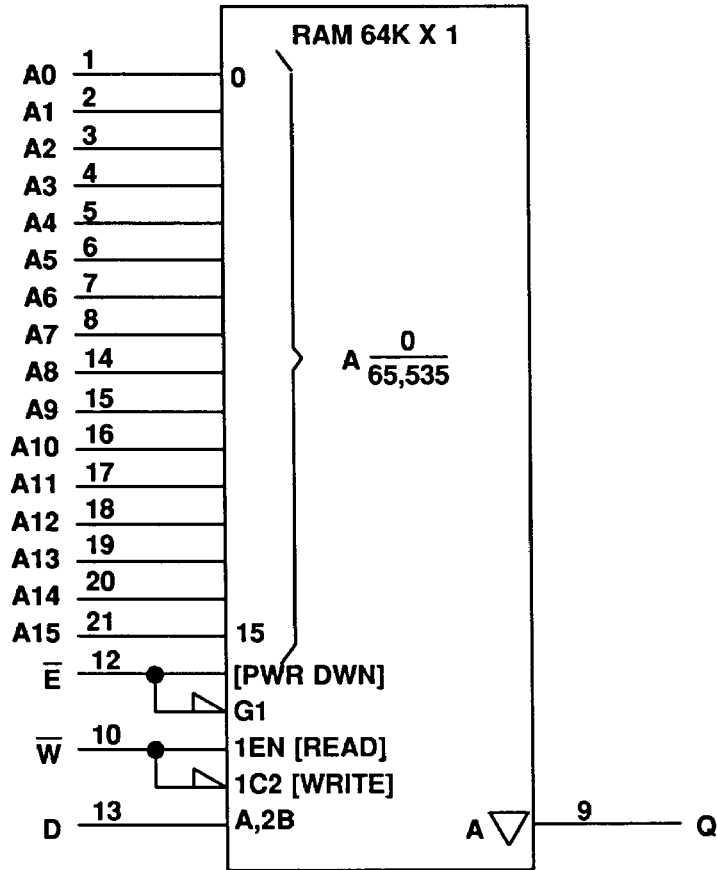 RAM 64K X 1
A0 1 0
A1 2
A2 3
A3 4
A4 5
A5 6
A6 7
A7 8
A 0
65,535
A8 14
A9 15
A10 16
A11 17
A12 18
A13 19
A14 20
A15 21 15
E̅ 12 [PWR DWN]
G1
W̅ 10 1EN [READ]
1C2 [WRITE]
D 13 A,2B A 9 Q